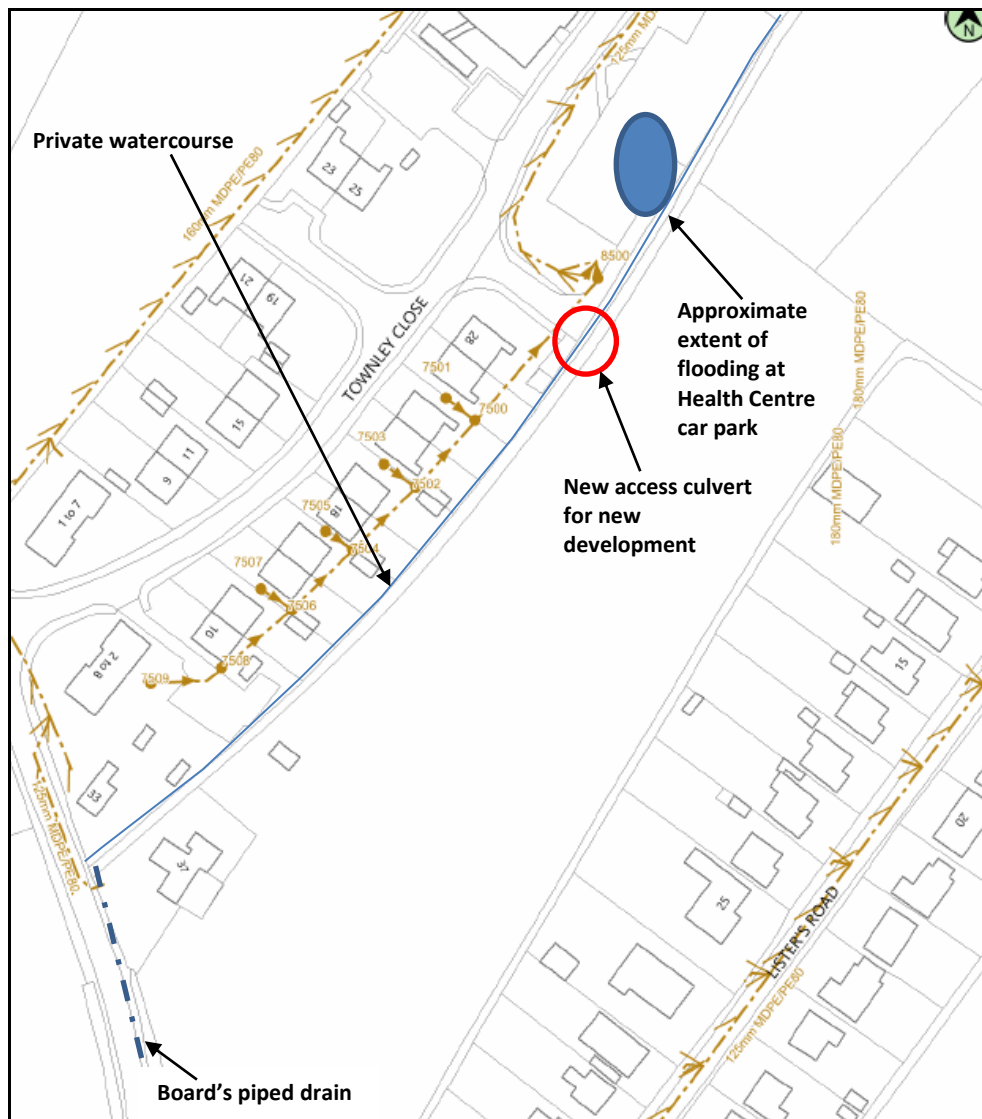 N
125mm MDPE/PE80
Private watercourse
23
25
160mm MDPE/PE80
8500
21
19
TOWNLEY CLOSE
Approximate
extent of
flooding at
Health Centre
car park
180mm MDPE/PE80
180mm MDPE/PE80
28
7501
7500
15
11
9
7503
7502
New access culvert
for new
development
1 to 7
18
7505
7504
7507
7506
10
7508
7509
2 to 8
15
33
125mm MDPE/PE80
37
20
25
LISTER'S ROAD
125mm MDPE/PE80
Board's piped drain